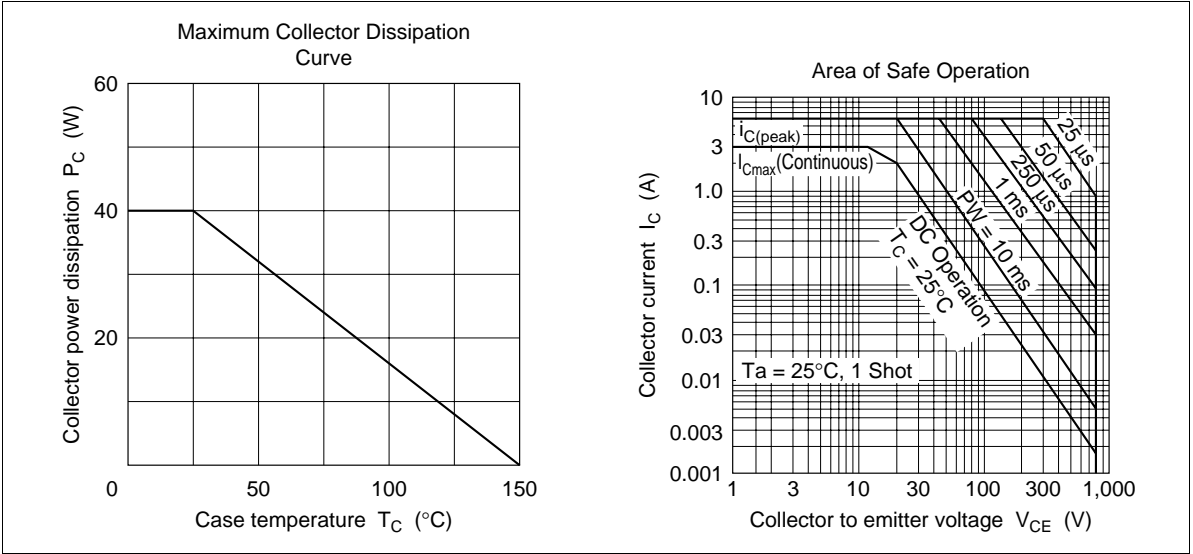 Maximum Collector Dissipation
Curve
60
40
20
0
50
100
150
Collector power dissipation P_C (W)
Case temperature T_C (°C)
Area of Safe Operation
10
3
1.0
0.3
0.1
0.03
0.01
0.003
0.001
1
3
10
30
100
300
1,000
Collector current I_C (A)
Collector to emitter voltage V_CE (V)
i_C(peak)
I_Cmax(Continuous)
25 μs
50 μs
250 μs
1 ms
PW = 10 ms
DC Operation
T_C = 25°C
Ta = 25°C, 1 Shot